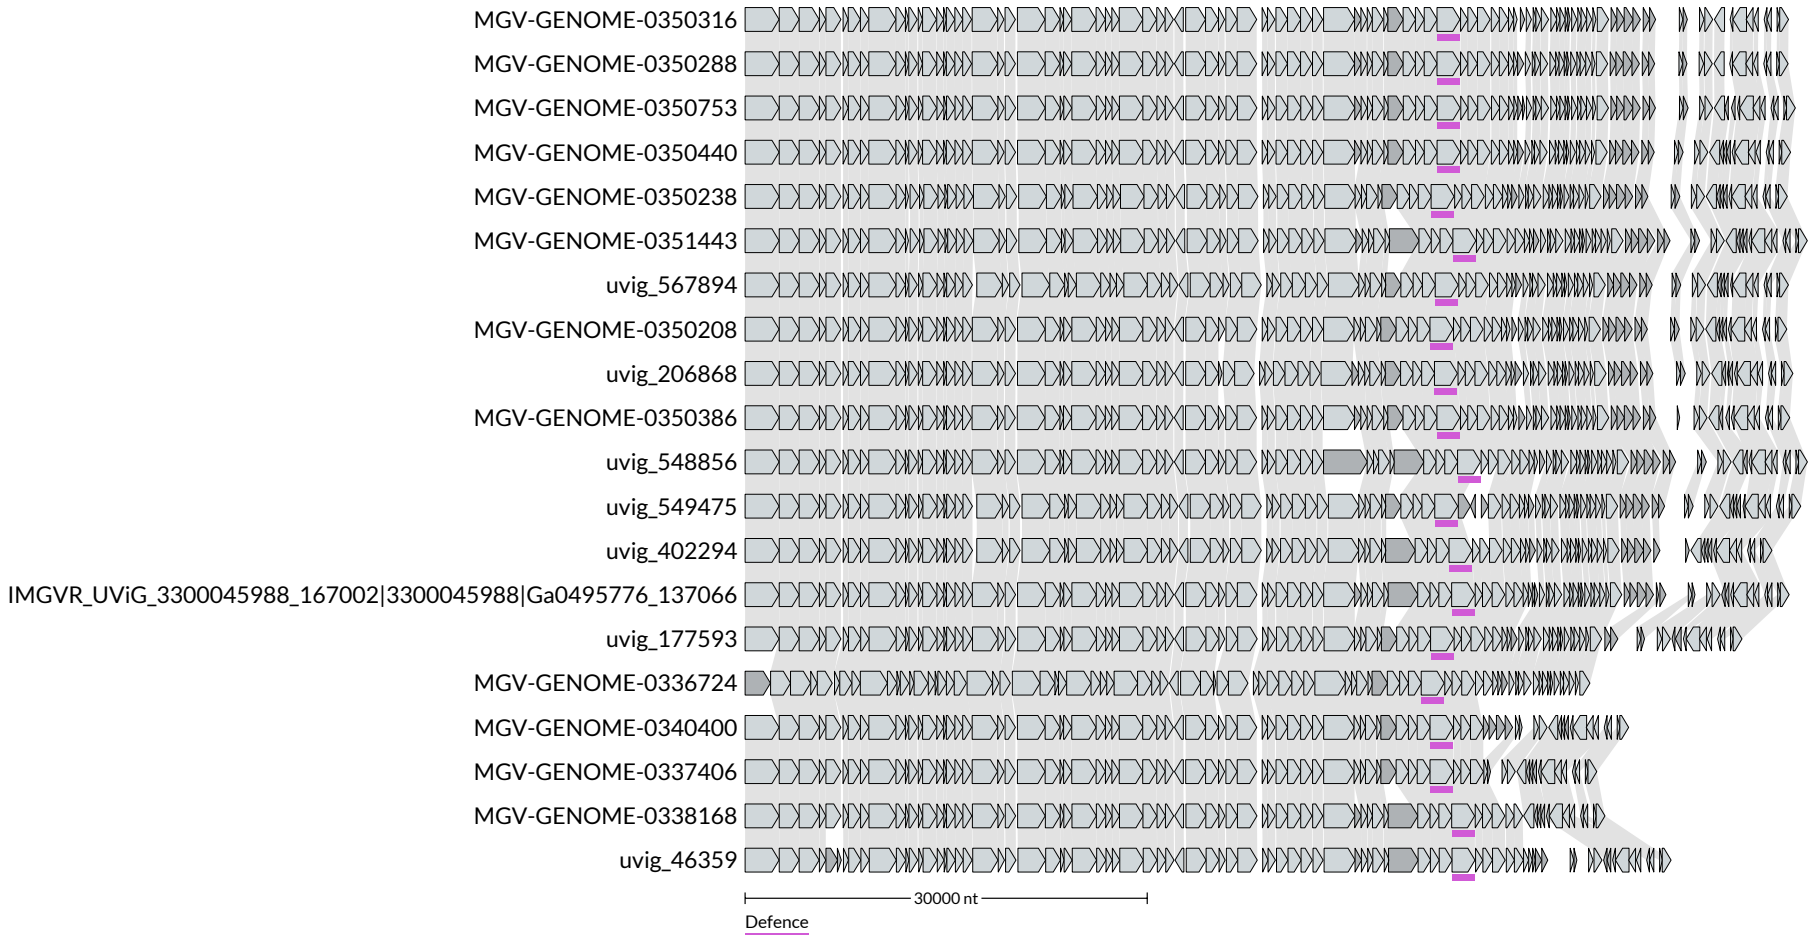 MGV-GENOME-0350316
MGV-GENOME-0350288
MGV-GENOME-0350753
MGV-GENOME-0350440
MGV-GENOME-0350238
MGV-GENOME-0351443
uvig_567894
MGV-GENOME-0350208
uvig_206868
MGV-GENOME-0350386
uvig_548856
uvig_549475
uvig_402294
IMGVR_UViG_3300045988_167002|3300045988|Ga0495776_137066
uvig_177593
MGV-GENOME-0336724
MGV-GENOME-0340400
MGV-GENOME-0337406
MGV-GENOME-0338168
uvig_46359
30000 nt
Defence